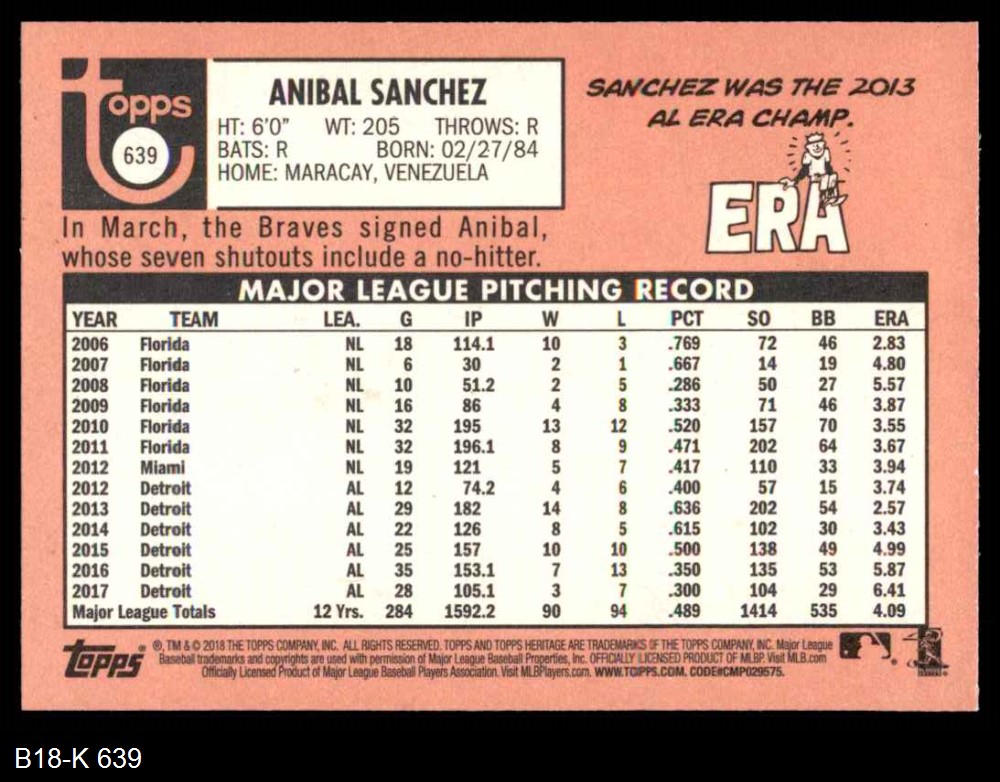 topps
639
ANIBAL SANCHEZ
HT: 6'0" WT: 205 THROWS: R
BATS: R BORN: 02/27/84
HOME: MARACAY, VENEZUELA
SANCHEZ WAS THE 2013
AL ERA CHAMP.
ERA
In March, the Braves signed Anibal,
whose seven shutouts include a no-hitter.
MAJOR LEAGUE PITCHING RECORD
YEAR TEAM LEA. G IP W L PCT SO BB ERA
2006 Florida NL 18 114.1 10 3 .769 72 46 2.83
2007 Florida NL 6 30 2 1 .667 14 19 4.80
2008 Florida NL 10 51.2 2 5 .286 50 27 5.57
2009 Florida NL 16 86 4 8 .333 71 46 3.87
2010 Florida NL 32 195 13 12 .520 157 70 3.55
2011 Florida NL 32 196.1 8 9 .471 202 64 3.67
2012 Miami NL 19 121 5 7 .417 110 33 3.94
2012 Detroit AL 12 74.2 4 6 .400 57 15 3.74
2013 Detroit AL 29 182 14 8 .636 202 54 2.57
2014 Detroit AL 22 126 8 5 .615 102 30 3.43
2015 Detroit AL 25 157 10 10 .500 138 49 4.99
2016 Detroit AL 35 153.1 7 13 .350 135 53 5.87
2017 Detroit AL 28 105.1 3 7 .300 104 29 6.41
Major League Totals 12 Yrs. 284 1592.2 90 94 .489 1414 535 4.09
topps
®, TM & © 2018 THE TOPPS COMPANY, INC. ALL RIGHTS RESERVED. TOPPS AND TOPPS HERITAGE ARE TRADEMARKS OF THE TOPPS COMPANY, INC. Major League
Baseball trademarks and copyrights are used with permission of Major League Baseball Properties, Inc. OFFICIALLY LICENSED PRODUCT OF MLBP. Visit MLB.com
Officially Licensed Product of Major League Baseball Players Association. Visit MLBPlayers.com. WWW.TOPPS.COM. CODE#CMP029575.
B18-K 639